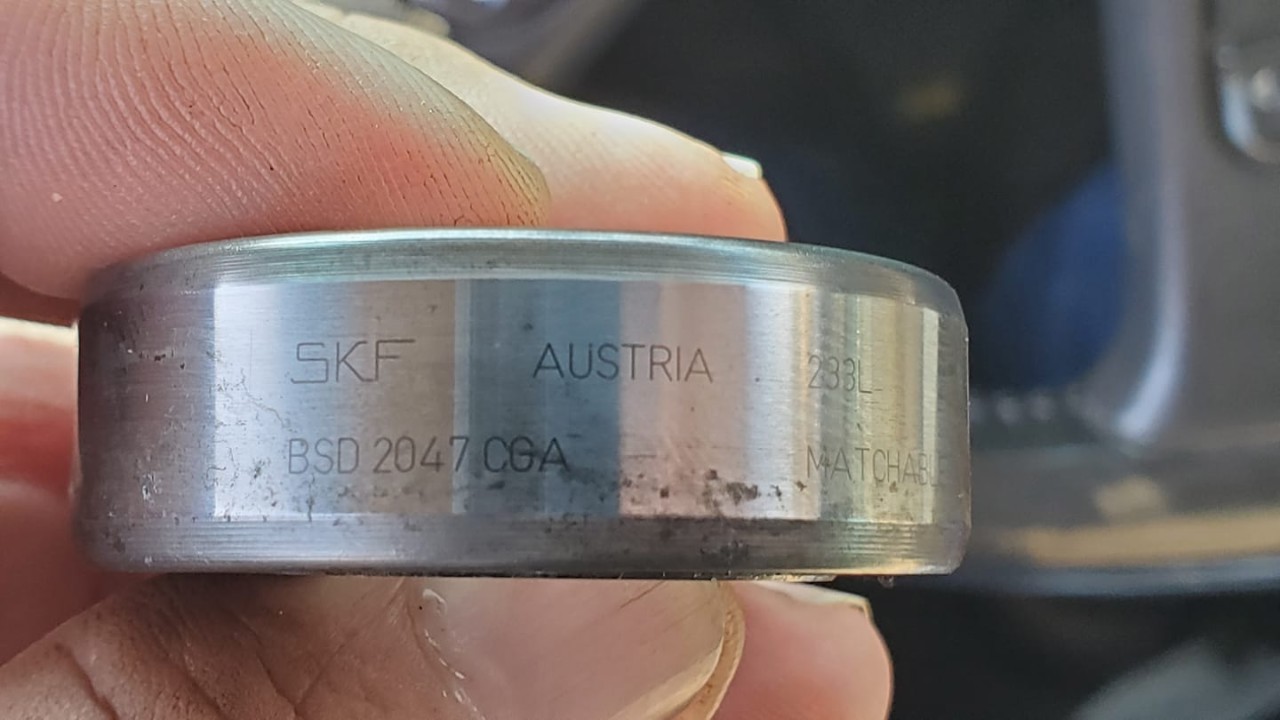 SKF AUSTRIA 233L
BSD 2047 CGA